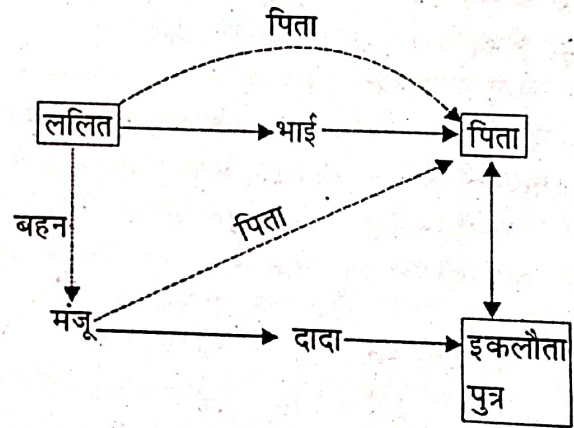 पिता
ललित भाई पिता
बहन
पिता
मंजू दादा इकलौता
पुत्र